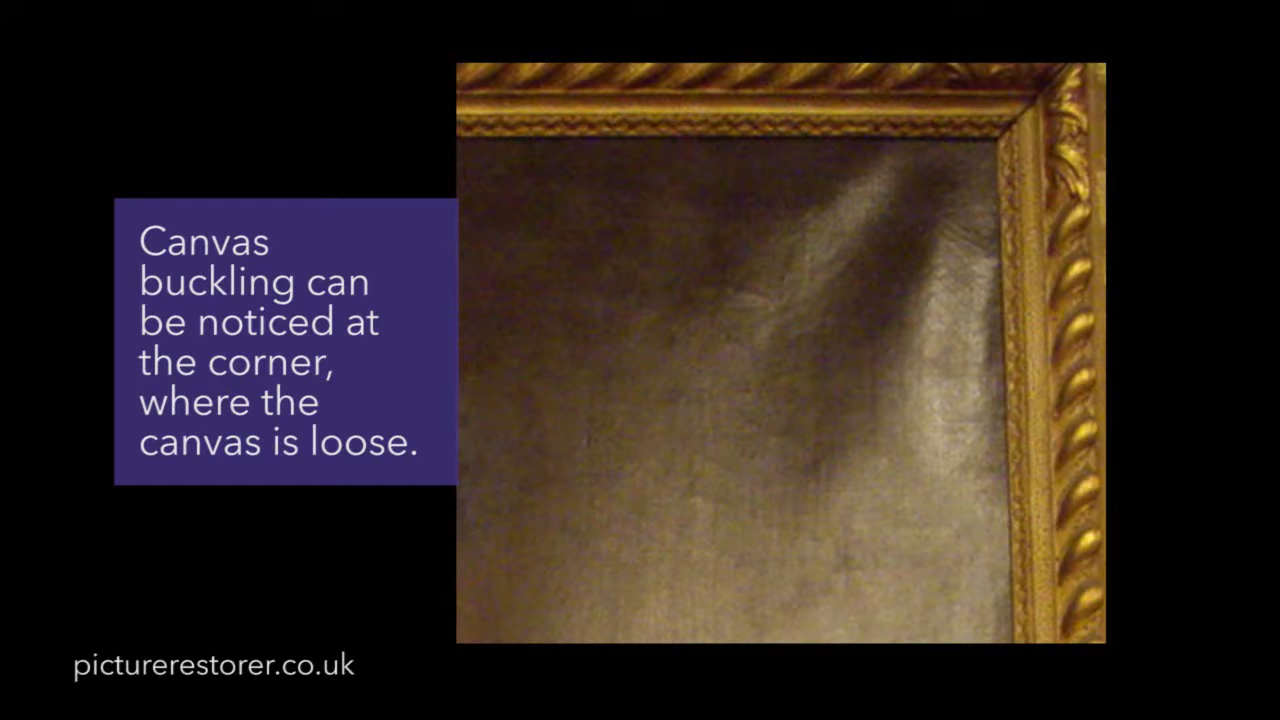 Canvas
buckling can
be noticed at
the corner,
where the
canvas is loose.
picturerestorer.co.uk